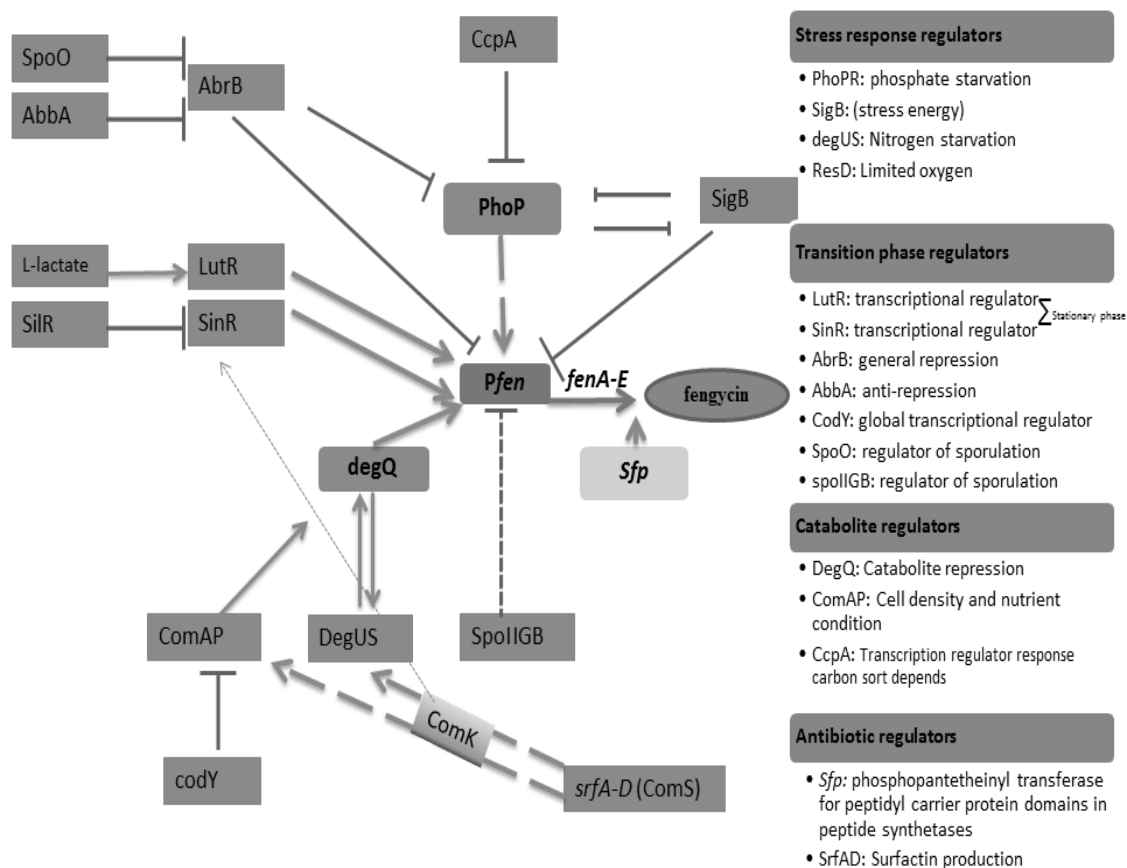 SpoO
AbbA
AbrB
CcpA
PhoP
SigB
L-lactate
LutR
SilR
SinR
Pfen
fenA-E
fengycin
degQ
Sfp
ComAP
DegUS
SpoIIGB
ComK
codY
srfA-D (ComS)
Stress response regulators
• PhoPR: phosphate starvation
• SigB: (stress energy)
• degUS: Nitrogen starvation
• ResD: Limited oxygen
Transition phase regulators
• LutR: transcriptional regulator
• SinR: transcriptional regulator
∑ Stationary phase
• AbrB: general repression
• AbbA: anti-repression
• CodY: global transcriptional regulator
• SpoO: regulator of sporulation
• spoIIGB: regulator of sporulation
Catabolite regulators
• DegQ: Catabolite repression
• ComAP: Cell density and nutrient
condition
• CcpA: Transcription regulator response
carbon sort depends
Antibiotic regulators
• Sfp: phosphopantetheinyl transferase
for peptidyl carrier protein domains in
peptide synthetases
• SrfAD: Surfactin production